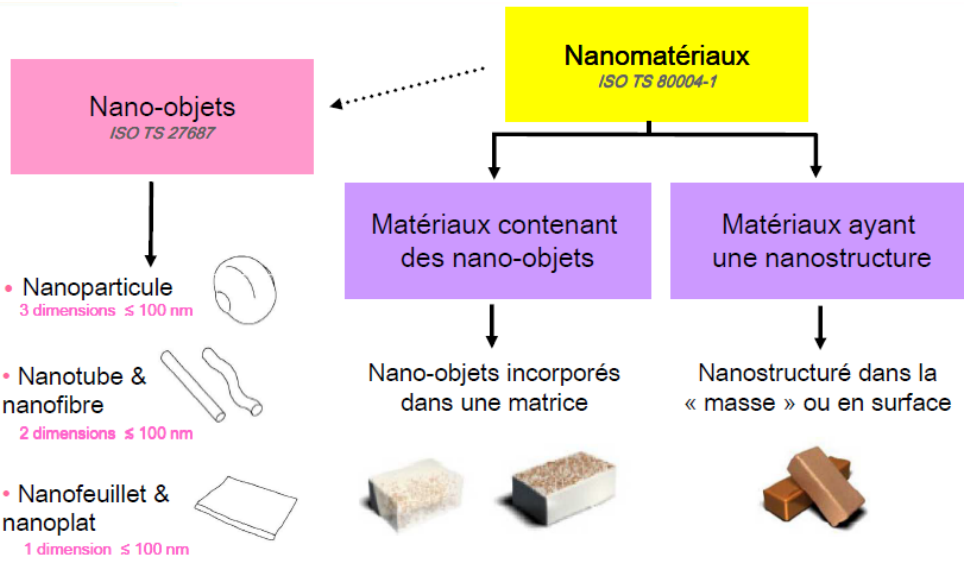 Nanomatériaux
ISO TS 80004-1
Nano-objets
ISO TS 27687
Matériaux contenant
des nano-objets
Matériaux ayant
une nanostructure
• Nanoparticule
3 dimensions ≤ 100 nm
• Nanotube &
nanofibre
2 dimensions ≤ 100 nm
• Nanofeuillet &
nanoplat
1 dimension ≤ 100 nm
Nano-objets incorporés
dans une matrice
Nanostructuré dans la
« masse » ou en surface